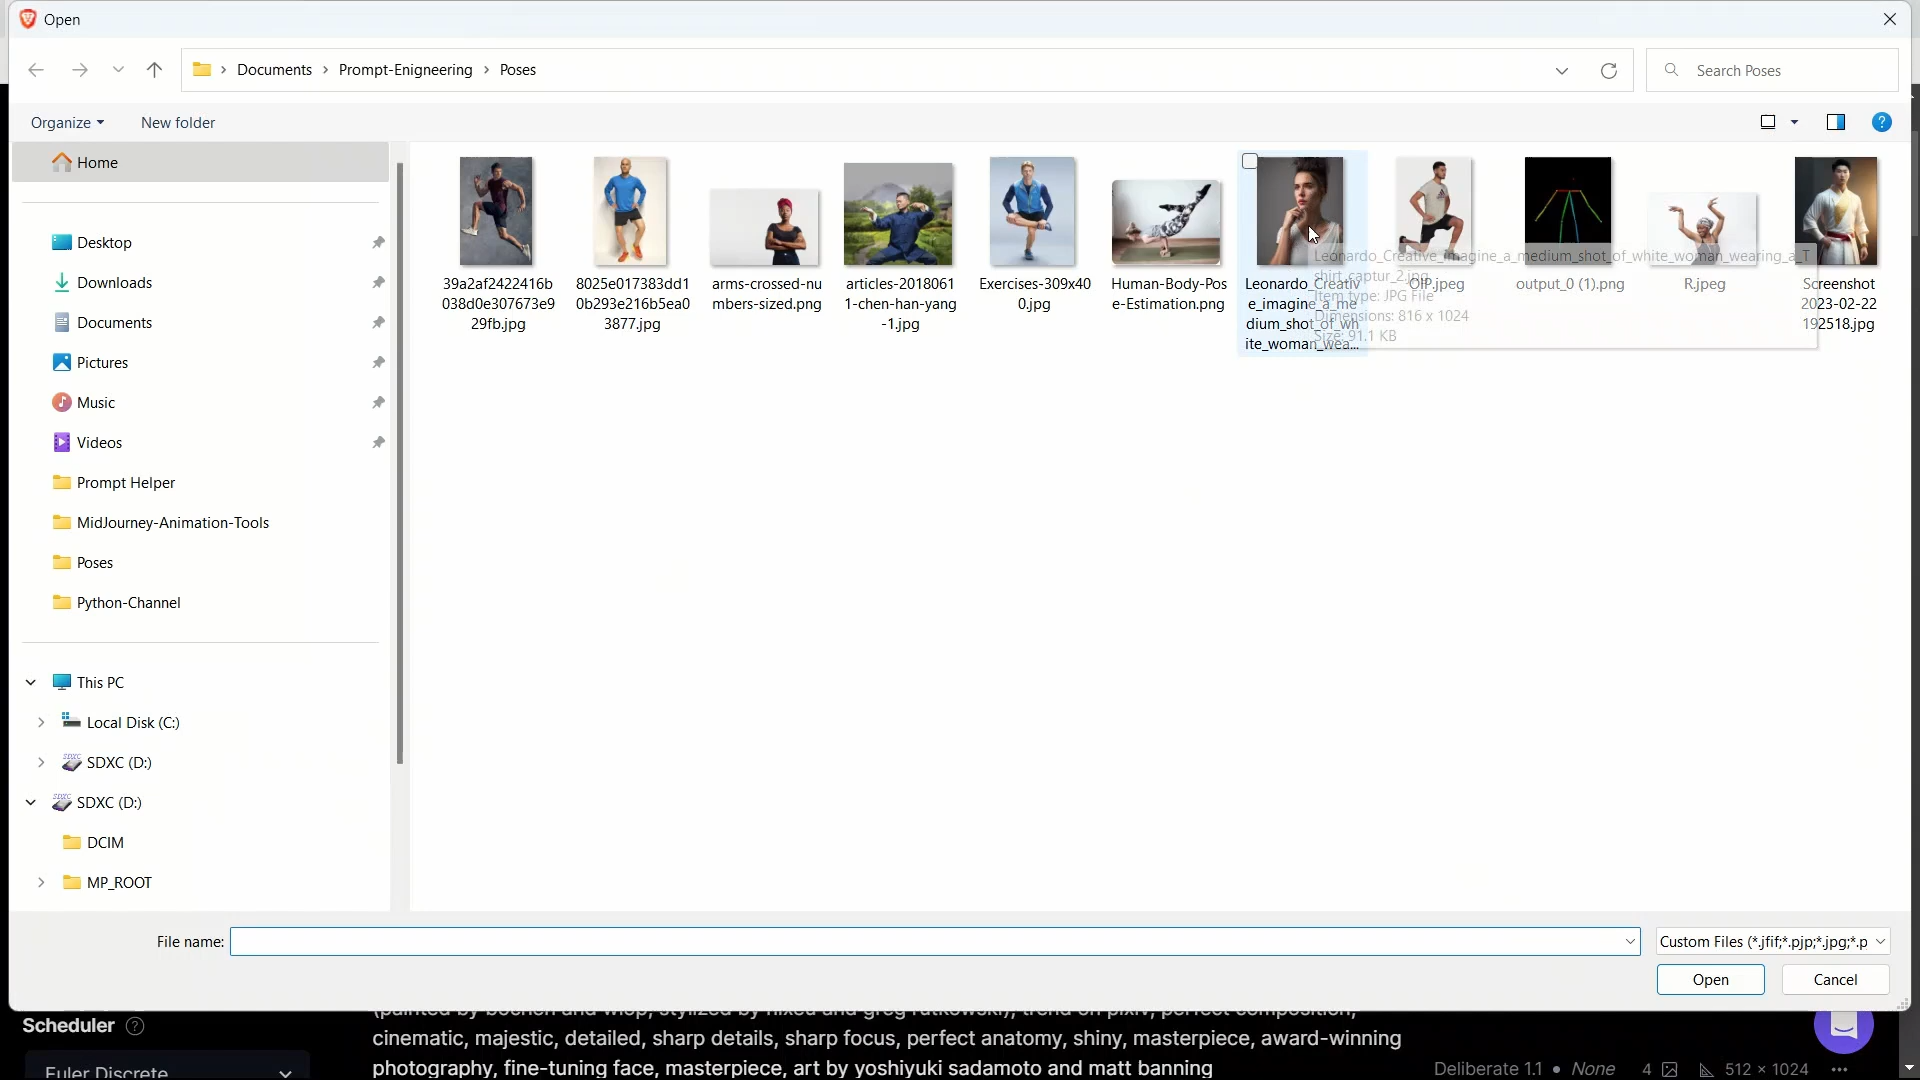 Open
Documents > Prompt-Enigneering > Poses
Search Poses
Organize
New folder
Home
Desktop
Downloads
Documents
Pictures
Music
Videos
Prompt Helper
MidJourney-Animation-Tools
Poses
Python-Channel
This PC
Local Disk (C:)
SDXC (D:)
SDXC (D:)
DCIM
MP_ROOT
39a2af2422416b
038d0e307673e9
29fb.jpg
8025e017383dd1
0b293e216b5ea0
3877.jpg
arms-crossed-nu
mbers-sized.png
articles-2018061
1-chen-han-yang
-1.jpg
Exercises-309x40
0.jpg
Human-Body-Pos
e-Estimation.png
Leonardo_Creativ
e_imagine_a_me
dium_shot_of_wh
ite_woman_wea...
OIP.jpeg
output_0 (1).png
R.jpeg
Screenshot
2023-02-22
192518.jpg
Leonardo_Creative_imagine_a_medium_shot_of_white_woman_wearing_a_T
shirt_captur_2.jpg
Item type: JPG File
Dimensions: 816 x 1024
Size: 91.1 KB
File name:
Custom Files (*.jfif;*.pjp;*.jpg;*.p
Open
Cancel
Scheduler
Euler Discrete
cinematic, majestic, detailed, sharp details, sharp focus, perfect anatomy, shiny, masterpiece, award-winning
photography, fine-tuning face, masterpiece, art by yoshiyuki sadamoto and matt banning
Deliberate 1.1 • None 4 512 × 1024